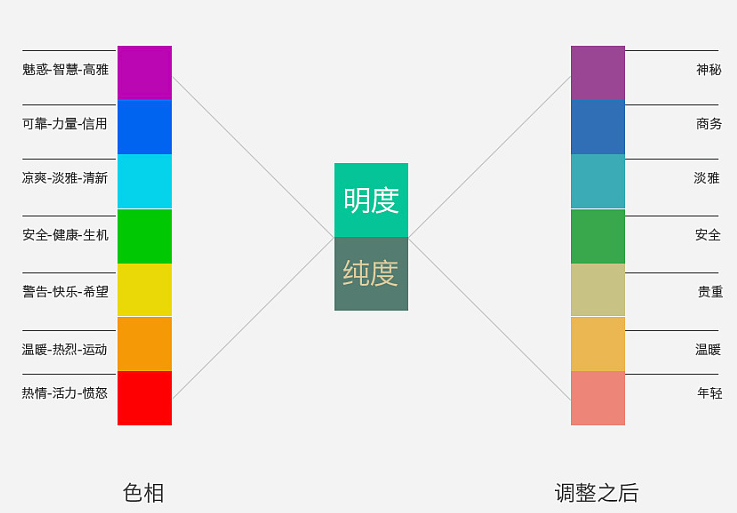 魅惑-智慧-高雅
可靠-力量-信用
凉爽-淡雅-清新
安全-健康-生机
警告-快乐-希望
温暖-热烈-运动
热情-活力-愤怒
色相
明度
纯度
神秘
商务
淡雅
安全
贵重
温暖
年轻
调整之后